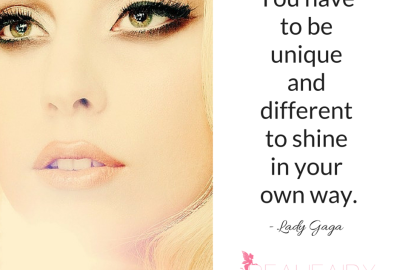 You have
to be
unique
and
different
to shine
in your
own way.
- Lady Gaga